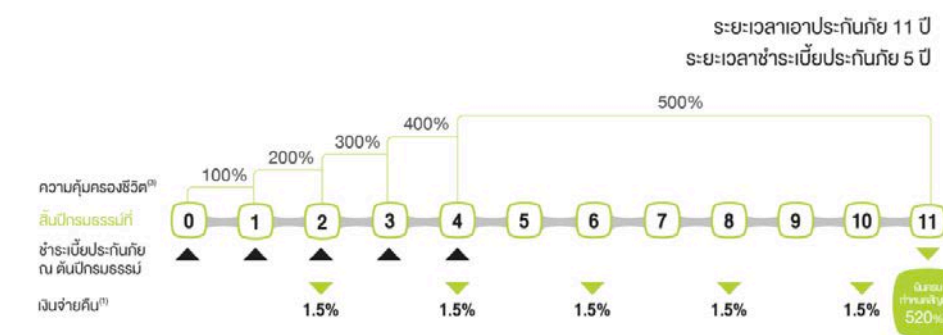 ระยะเวลาเอาประกันภัย 11 ปี
ระยะเวลาชำระเบี้ยประกันภัย 5 ปี
500%
400%
300%
200%
100%
ความคุ้มครองชีวิต⁽³⁾
สิ้นปีกรมธรรม์ที่
0 1 2 3 4 5 6 7 8 9 10 11
ชำระเบี้ยประกันภัย
ณ ต้นปีกรมธรรม์
เงินจ่ายคืน⁽¹⁾
1.5% 1.5% 1.5% 1.5% 1.5%
520%